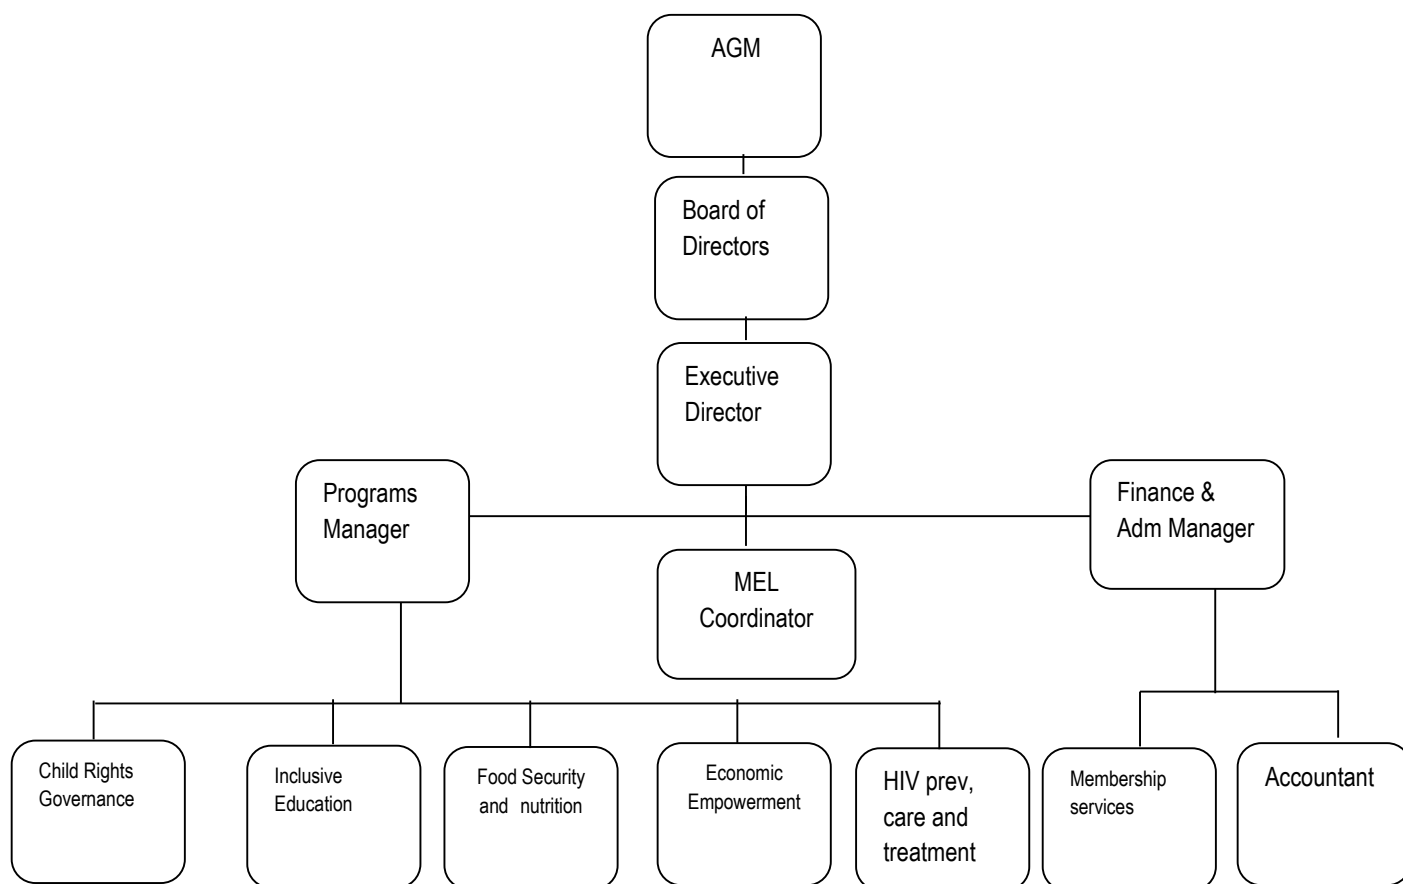 AGM
Board of
Directors
Executive
Director
Programs
Manager
Finance &
Adm Manager
MEL
Coordinator
Child Rights
Governance
Inclusive
Education
Food Security
and nutrition
Economic
Empowerment
HIV prev,
care and
treatment
Membership
services
Accountant